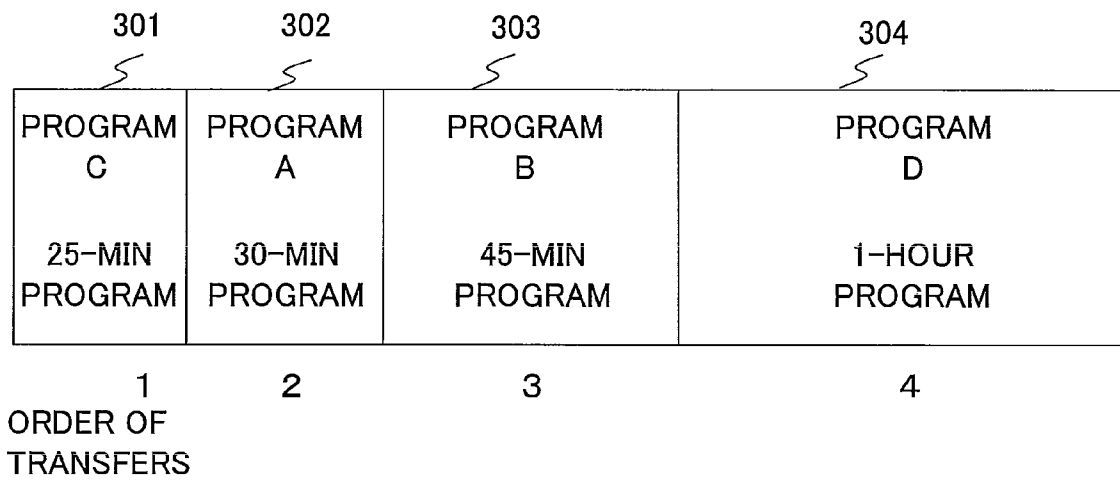 301 302 303 304
PROGRAM C
25-MIN PROGRAM
PROGRAM A
30-MIN PROGRAM
PROGRAM B
45-MIN PROGRAM
PROGRAM D
1-HOUR PROGRAM
1 2 3 4
ORDER OF
TRANSFERS